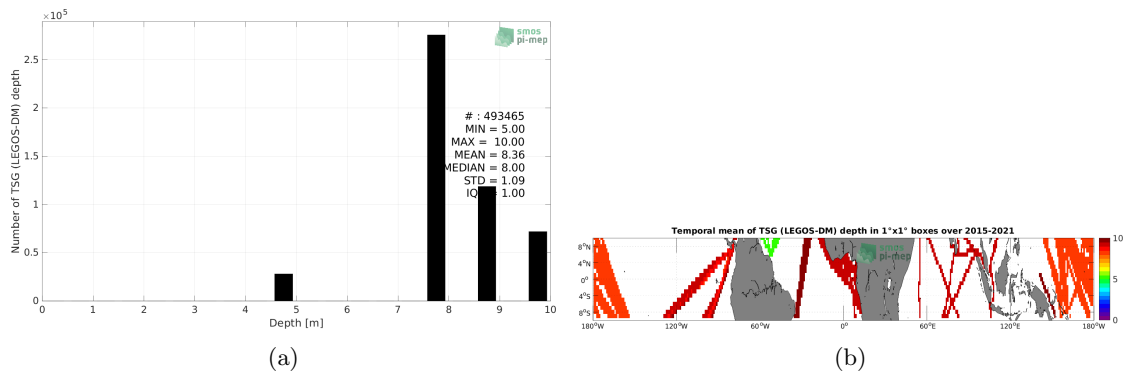 ×10⁵
smos
pi-mep
2.5
2
1.5
1
0.5
0
Number of TSG (LEGOS-DM) depth
# : 493465
MIN = 5.00
MAX = 10.00
MEAN = 8.36
MEDIAN = 8.00
STD = 1.09
IQ = 1.00
0 1 2 3 4 5 6 7 8 9 10
Depth [m]
(a)
Temporal mean of TSG (LEGOS-DM) depth in 1°x1° boxes over 2015-2021
smos
pi-mep
8°N
4°N
0°
4°S
8°S
180°W 120°W 60°W 0° 60°E 120°E 180°W
10
5
0
(b)